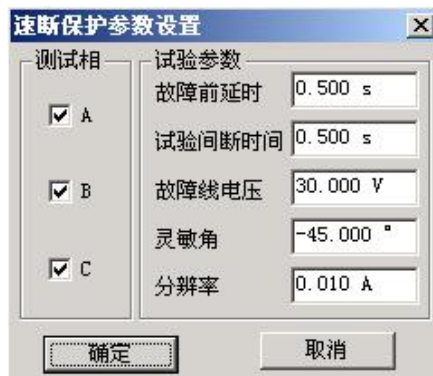 速断保护参数设置
测试相
A
B
C
试验参数
故障前延时 0.500 s
试验间断时间 0.500 s
故障线电压 30.000 V
灵敏角 -45.000 °
分辨率 0.010 A
确定 取消